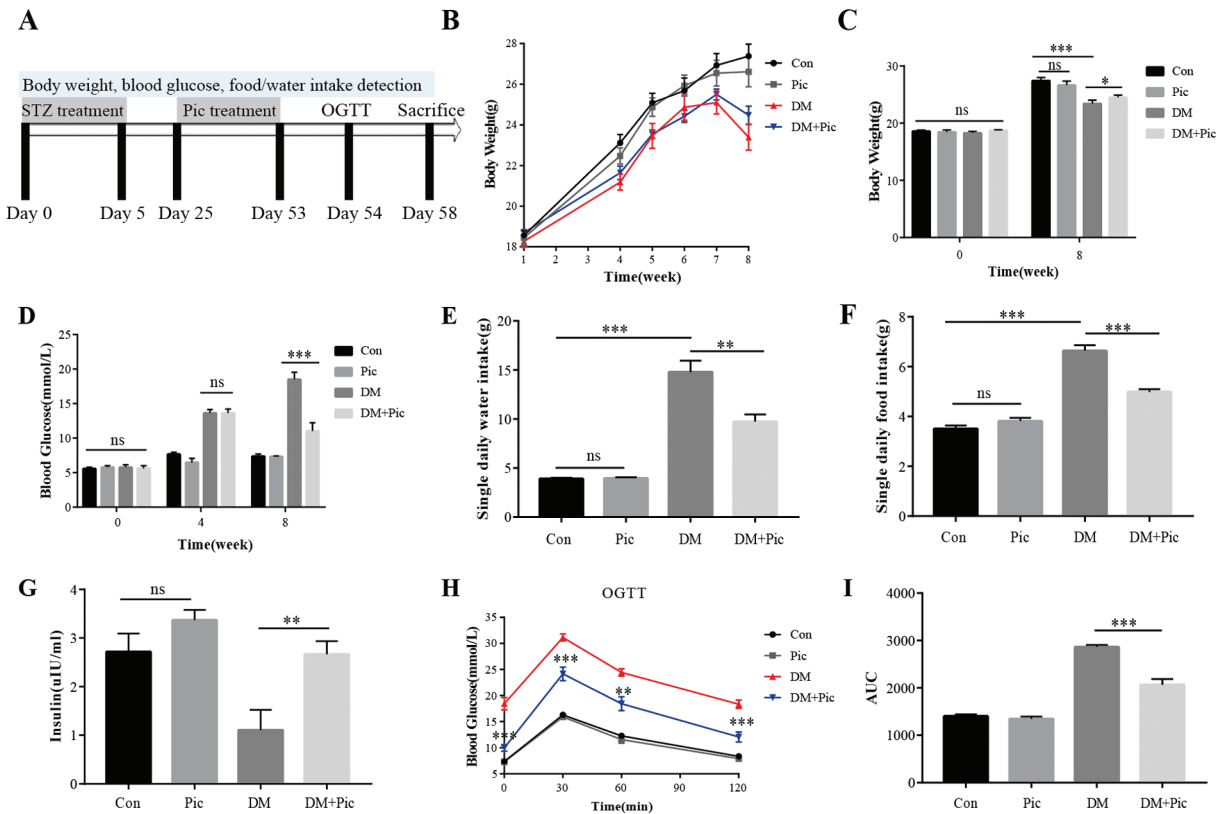 A
Body weight, blood glucose, food/water intake detection
STZ treatment Pic treatment OGTT Sacrifice
Day 0 Day 5 Day 25 Day 53 Day 54 Day 58
B
Body Weight(g)
28
26
24
22
20
18
1 2 3 4 5 6 7 8
Time(week)
Con
Pic
DM
DM+Pic
C
Body Weight(g)
30
20
10
0
ns
***
ns
*
0 8
Time(week)
Con
Pic
DM
DM+Pic
D
Blood Glucose(mmol/L)
25
20
15
10
5
0
ns
ns
***
0 4 8
Time(week)
Con
Pic
DM
DM+Pic
E
Single daily water intake(g)
20
15
10
5
0
***
**
ns
Con Pic DM DM+Pic
F
Single daily food intake(g)
8
6
4
2
0
***
***
ns
Con Pic DM DM+Pic
G
Insulin(uIU/ml)
4
3
2
1
0
ns
**
Con Pic DM DM+Pic
H
OGTT
Blood Glucose(mmol/L)
35
30
25
20
15
10
5
***
***
**
***
0 30 60 90 120
Time(min)
Con
Pic
DM
DM+Pic
I
AUC
4000
3000
2000
1000
0
***
Con Pic DM DM+Pic